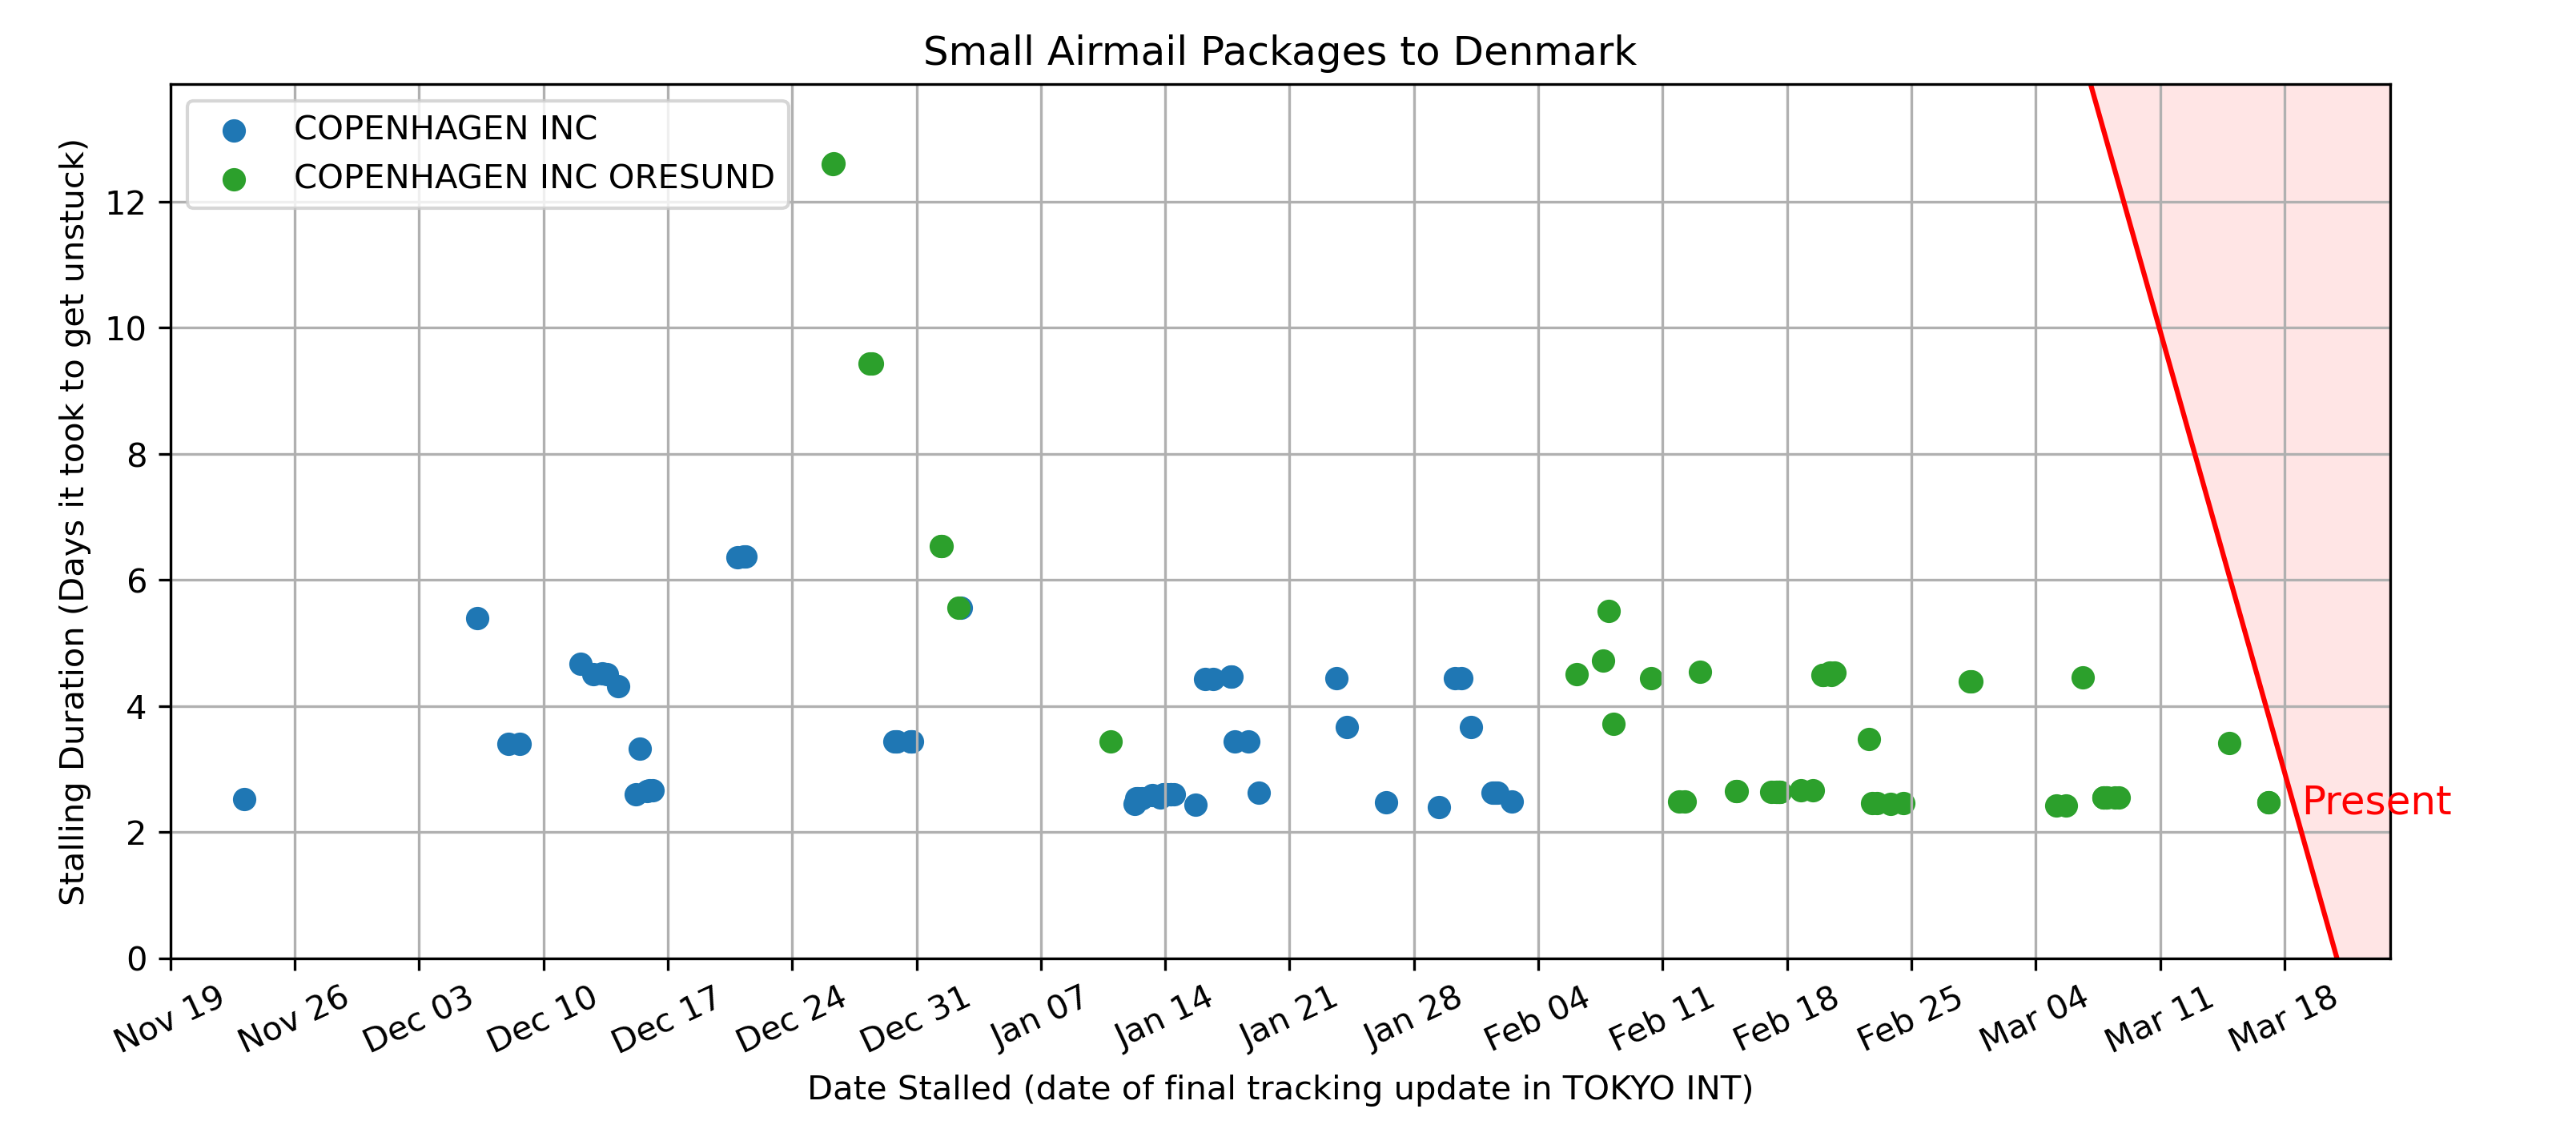 Small Airmail Packages to Denmark
COPENHAGEN INC
COPENHAGEN INC ORESUND
Stalling Duration (Days it took to get unstuck)
12
10
8
6
4
2
0
Present
Nov 19 Nov 26 Dec 03 Dec 10 Dec 17 Dec 24 Dec 31 Jan 07 Jan 14 Jan 21 Jan 28 Feb 04 Feb 11 Feb 18 Feb 25 Mar 04 Mar 11 Mar 18
Date Stalled (date of final tracking update in TOKYO INT)